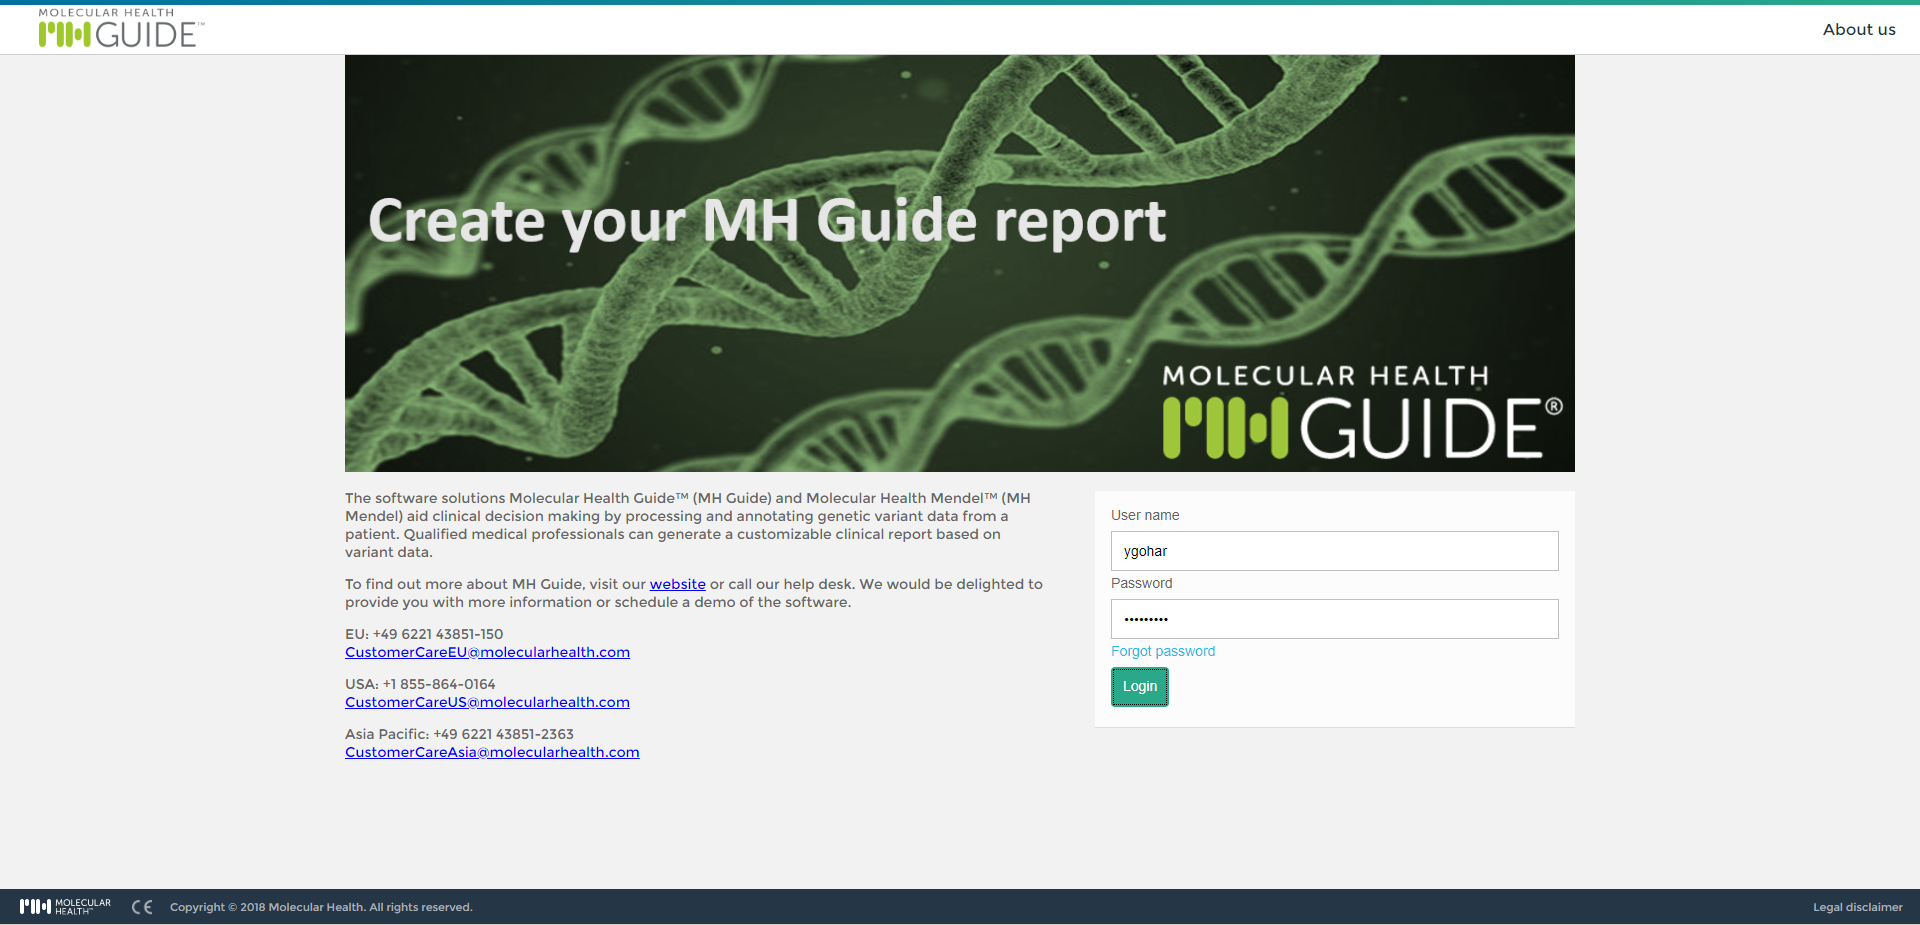 MOLECULAR HEALTH
GUIDE™
About us
Create your MH Guide report
MOLECULAR HEALTH
GUIDE®
The software solutions Molecular Health Guide™ (MH Guide) and Molecular Health Mendel™ (MH
Mendel) aid clinical decision making by processing and annotating genetic variant data from a
patient. Qualified medical professionals can generate a customizable clinical report based on
variant data.
To find out more about MH Guide, visit our website or call our help desk. We would be delighted to
provide you with more information or schedule a demo of the software.
EU: +49 6221 43851-150
CustomerCareEU@molecularhealth.com
USA: +1 855-864-0164
CustomerCareUS@molecularhealth.com
Asia Pacific: +49 6221 43851-2363
CustomerCareAsia@molecularhealth.com
User name
ygohar
Password
•••••••••
Forgot password
Login
MOLECULAR
HEALTH™
CE
Copyright © 2018 Molecular Health. All rights reserved.
Legal disclaimer